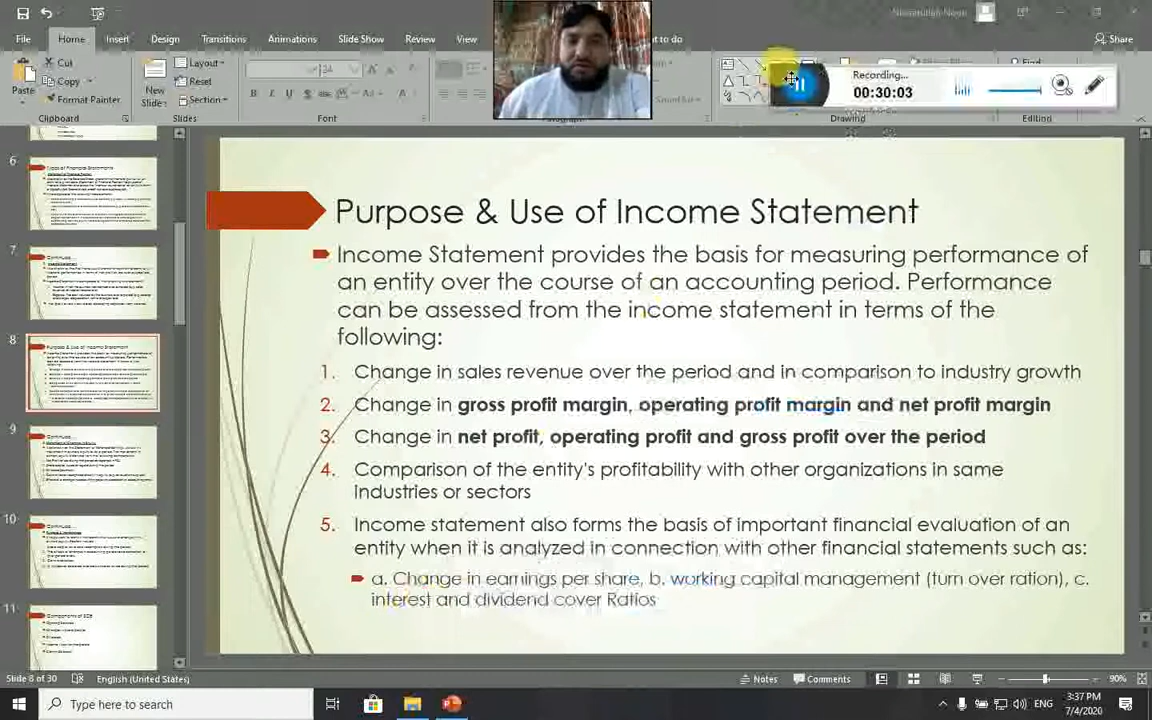 File Home Insert Design Transitions Animations Slide Show Review View to do Share
Cut
Copy
Format Painter
Paste
Clipboard
New
Slide
Layout
Reset
Section
Slides
Font
Drawing
Editing
Recording...
00:30:03
6
7
8
9
10
11
Purpose & Use of Income Statement
Income Statement provides the basis for measuring performance of
an entity over the course of an accounting period. Performance
can be assessed from the income statement in terms of the
following:
1. Change in sales revenue over the period and in comparison to industry growth
2. Change in gross profit margin, operating profit margin and net profit margin
3. Change in net profit, operating profit and gross profit over the period
4. Comparison of the entity's profitability with other organizations in same
industries or sectors
5. Income statement also forms the basis of important financial evaluation of an
entity when it is analyzed in connection with other financial statements such as:
a. Change in earnings per share, b. working capital management (turn over ration), c.
interest and dividend cover Ratios
Slide 8 of 30 English (United States) Notes Comments 90%
Type here to search
ENG
3:37 PM
7/4/2020